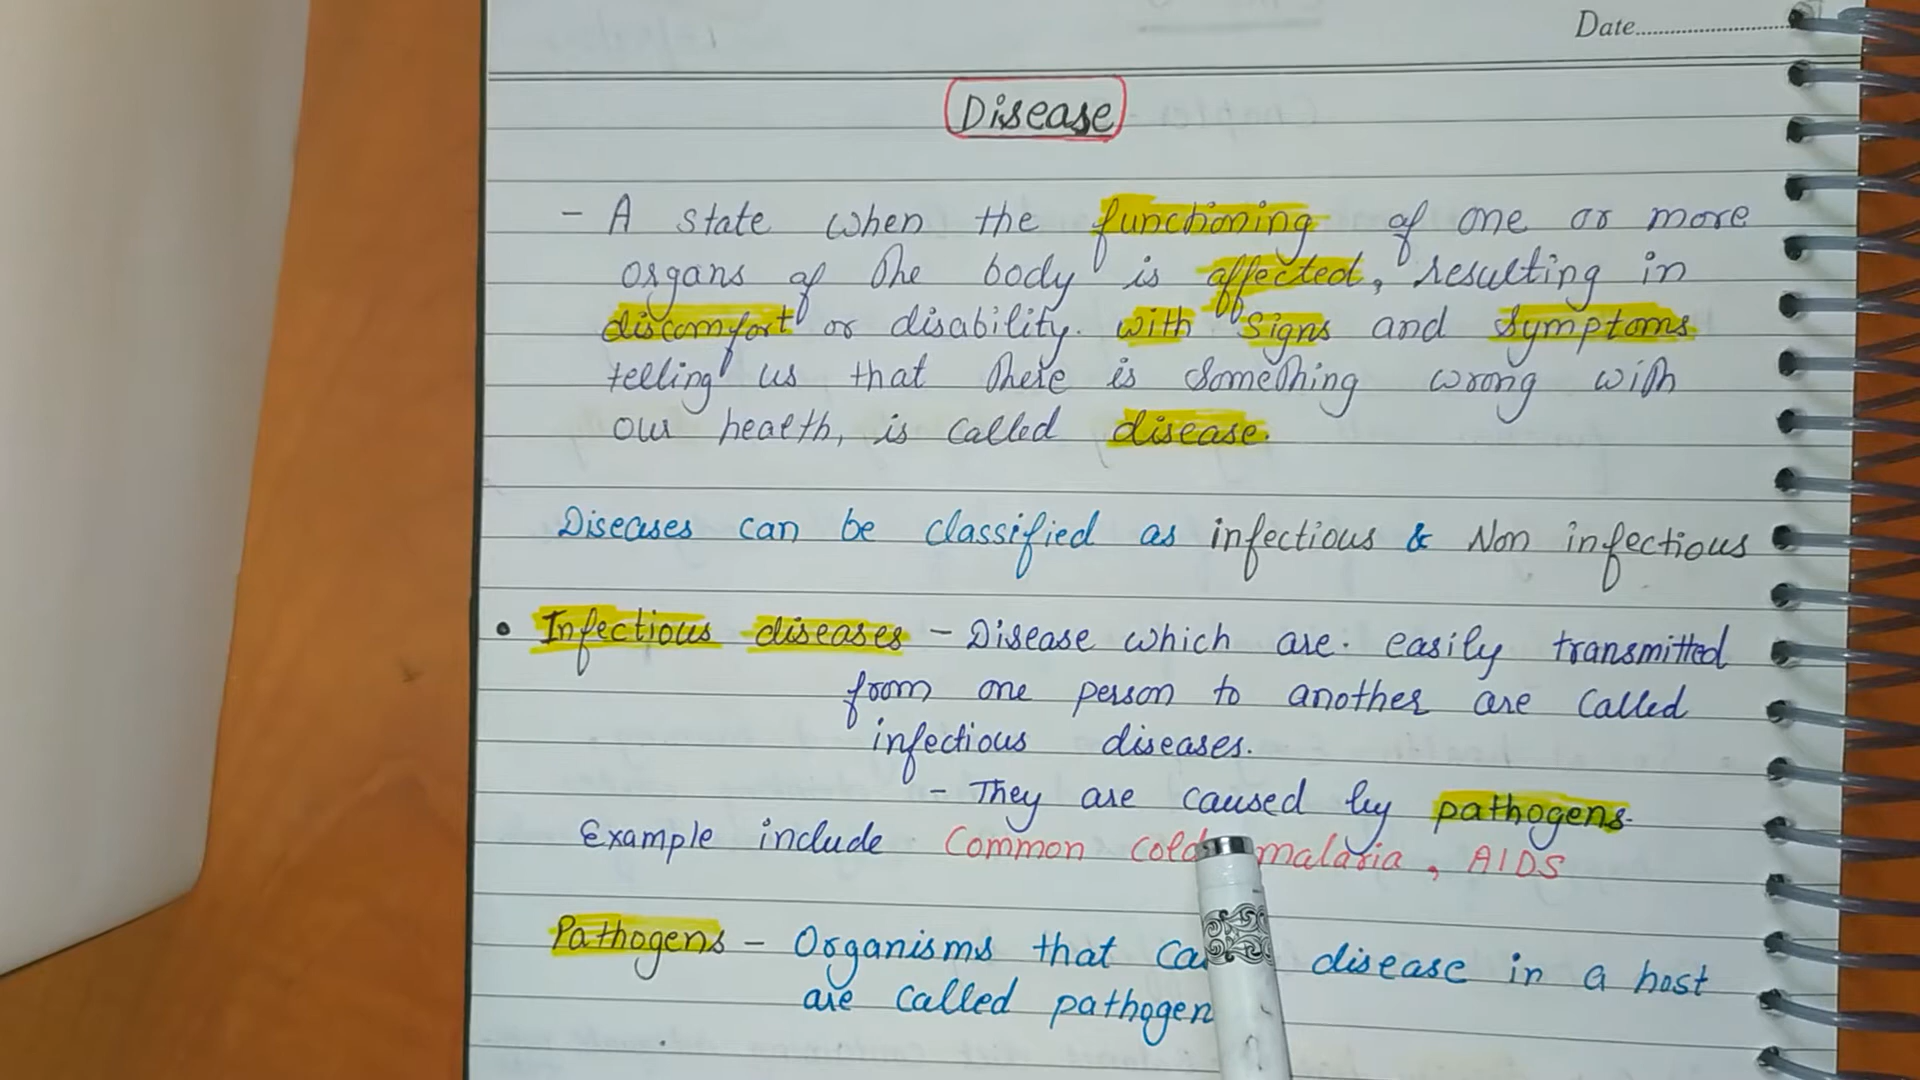 Date
Disease
- A state when the functioning of one or more
organs of the body is affected, resulting in
discomfort or disability. with signs and symptoms
telling us that there is something wrong with
our health, is called disease.
Diseases can be classified as infectious & Non infectious
• Infectious diseases - Disease which are. easily transmitted
from one person to another are called
infectious diseases.
- They are caused by pathogens.
Example include Common cold malaria, AIDS
Pathogens - Organisms that disease in a host
are called pathogen